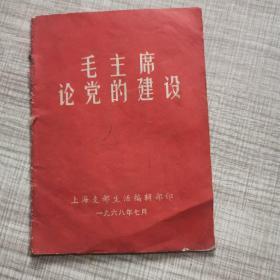 毛主席
论党的建设
上海支部生活编辑部印
一九六八年七月